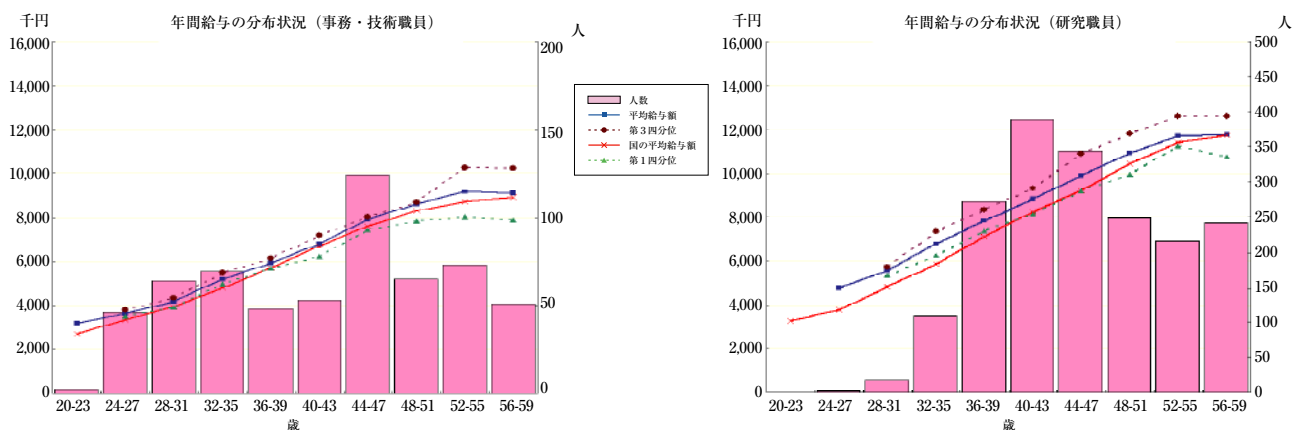 千円
年間給与の分布状況（事務・技術職員）
人
16,000
14,000
12,000
10,000
8,000
6,000
4,000
2,000
0
200
150
100
50
0
20-23 24-27 28-31 32-35 36-39 40-43 44-47 48-51 52-55 56-59
歳
人数
平均給与額
第３四分位
国の平均給与額
第１四分位
千円
年間給与の分布状況（研究職員）
人
16,000
14,000
12,000
10,000
8,000
6,000
4,000
2,000
0
500
450
400
350
300
250
200
150
100
50
0
20-23 24-27 28-31 32-35 36-39 40-43 44-47 48-51 52-55 56-59
歳